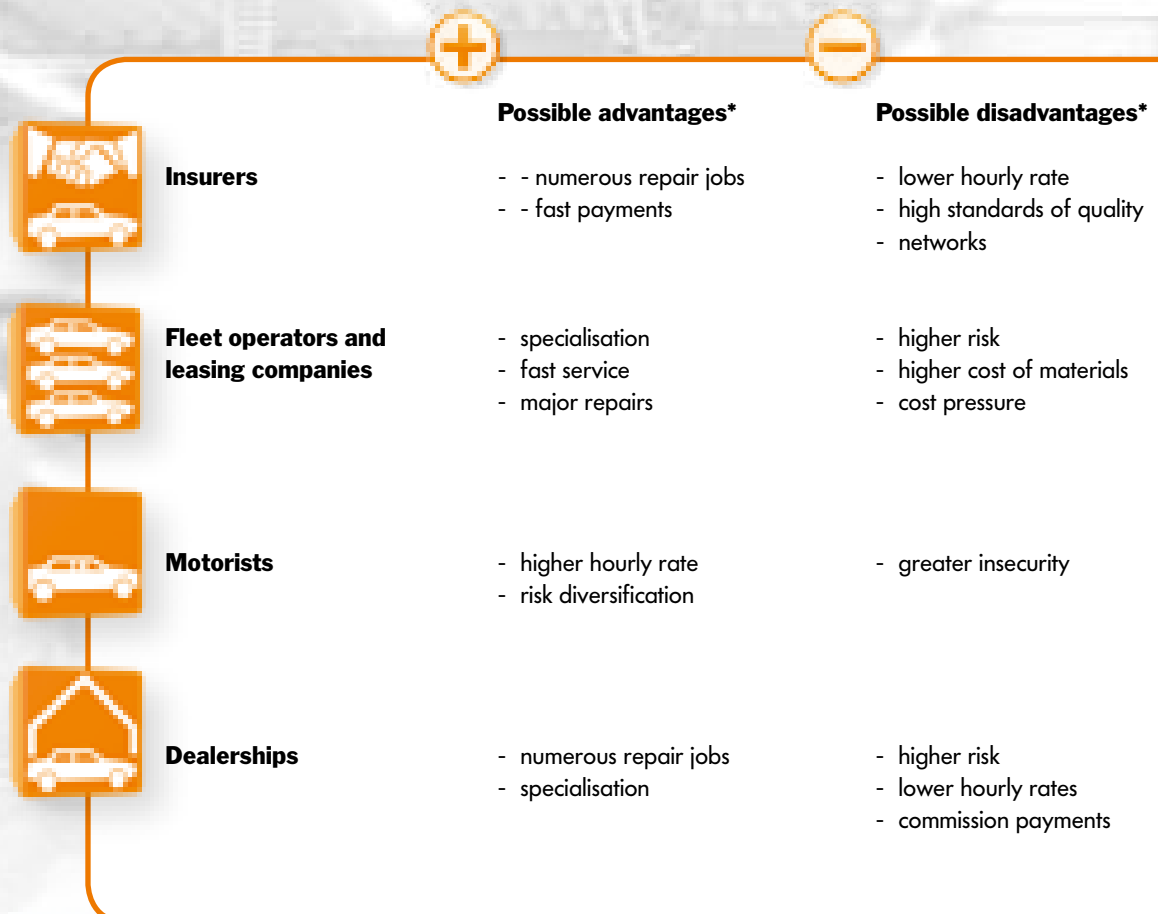 Possible advantages* Possible disadvantages*
Insurers - - numerous repair jobs - lower hourly rate
- - fast payments - high standards of quality
- networks
Fleet operators and - specialisation - higher risk
leasing companies - fast service - higher cost of materials
- major repairs - cost pressure
Motorists - higher hourly rate - greater insecurity
- risk diversification
Dealerships - numerous repair jobs - higher risk
- specialisation - lower hourly rates
- commission payments